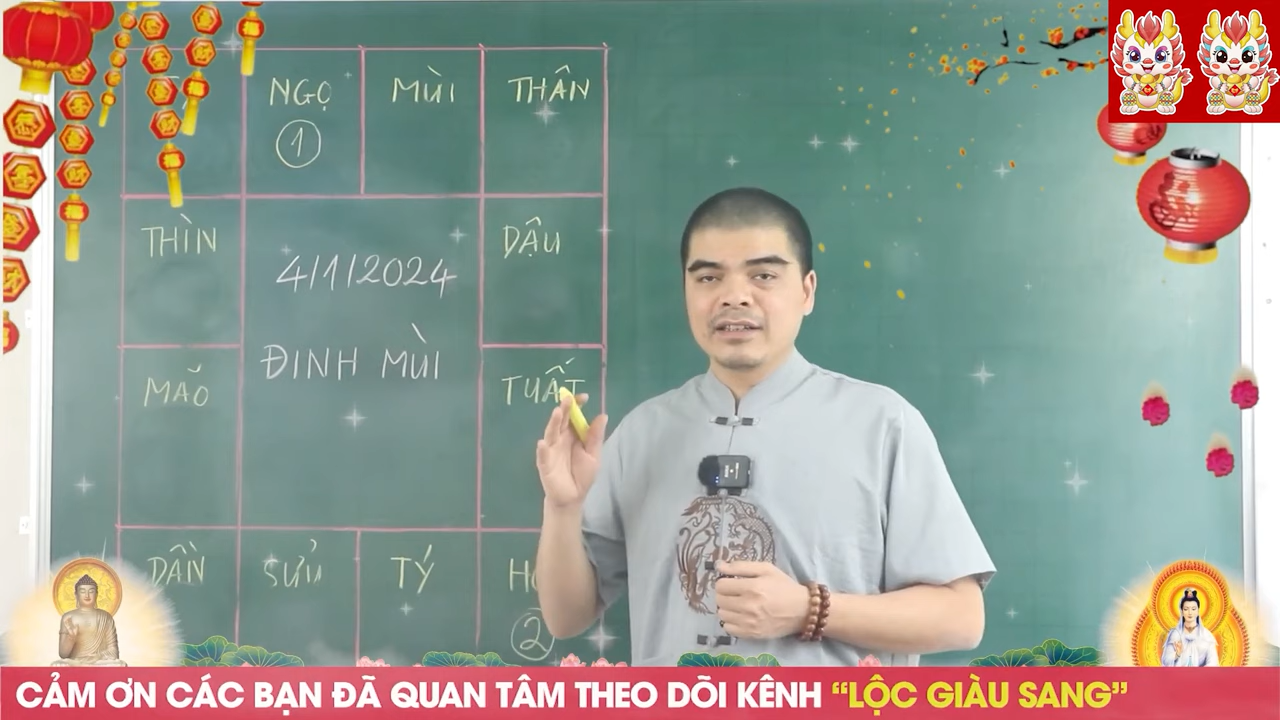 NGỌ
MÙI
THÂN
1
THÌN
DẬU
4/1/2024
ĐINH MÙI
MÃO
TUẤT
DẦN
SỬU
TÝ
2
CẢM ƠN CÁC BẠN ĐÃ QUAN TÂM THEO DÕI KÊNH “LỘC GIÀU SANG”